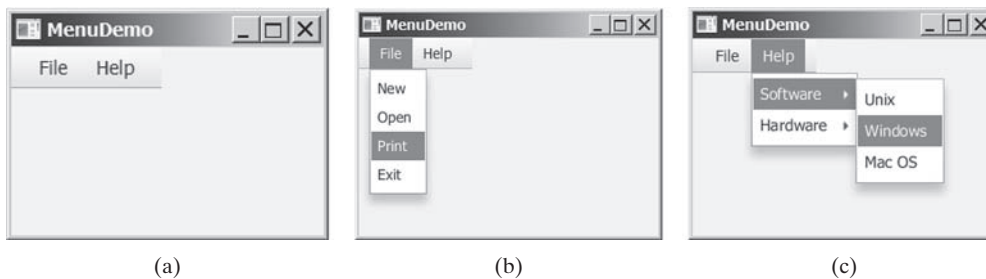 MenuDemo
File Help
(a)
MenuDemo
File Help
New
Open
Print
Exit
(b)
MenuDemo
File Help
Software
Hardware
Unix
Windows
Mac OS
(c)